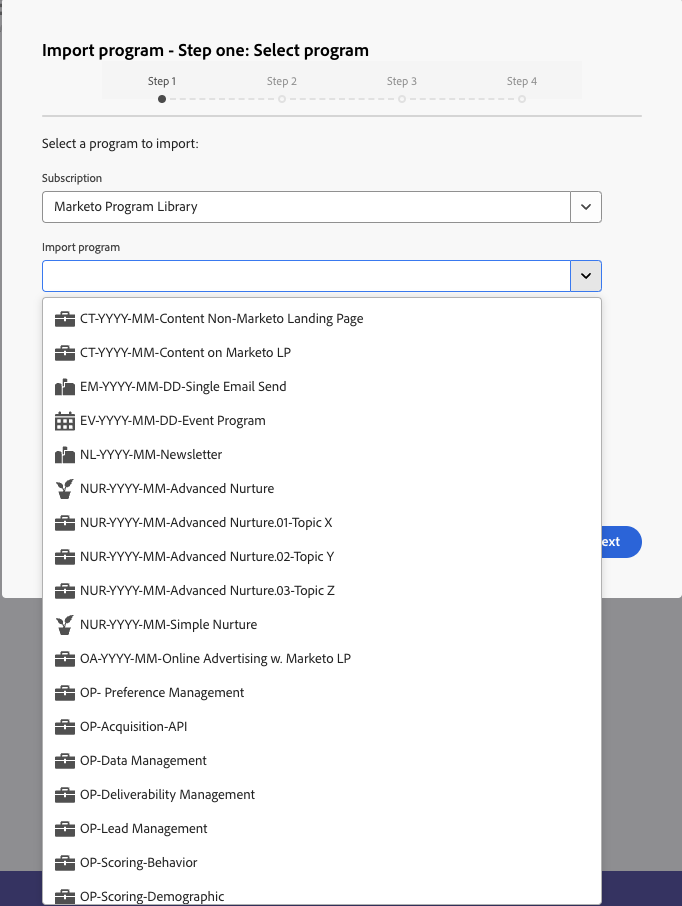 Import program - Step one: Select program
Step 1 Step 2 Step 3 Step 4
Select a program to import:
Subscription
Marketo Program Library
Import program
CT-YYYY-MM-Content Non-Marketo Landing Page
CT-YYYY-MM-Content on Marketo LP
EM-YYYY-MM-DD-Single Email Send
EV-YYYY-MM-DD-Event Program
NL-YYYY-MM-Newsletter
NUR-YYYY-MM-Advanced Nurture
NUR-YYYY-MM-Advanced Nurture.01-Topic X
ext
NUR-YYYY-MM-Advanced Nurture.02-Topic Y
NUR-YYYY-MM-Advanced Nurture.03-Topic Z
NUR-YYYY-MM-Simple Nurture
OA-YYYY-MM-Online Advertising w. Marketo LP
OP- Preference Management
OP-Acquisition-API
OP-Data Management
OP-Deliverability Management
OP-Lead Management
OP-Scoring-Behavior
OP-Scoring-Demographic